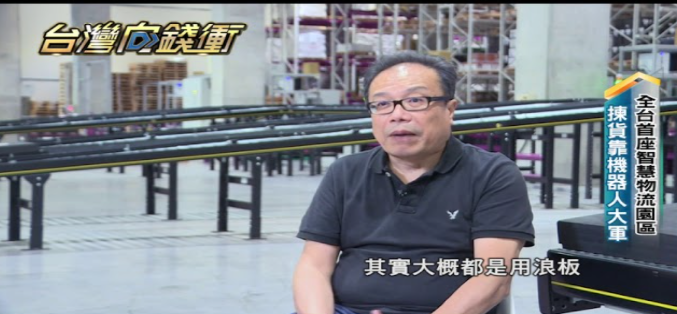 台灣向錢衝
全台首座智慧物流園區
揀貨靠機器人大軍
其實大概都是用浪板